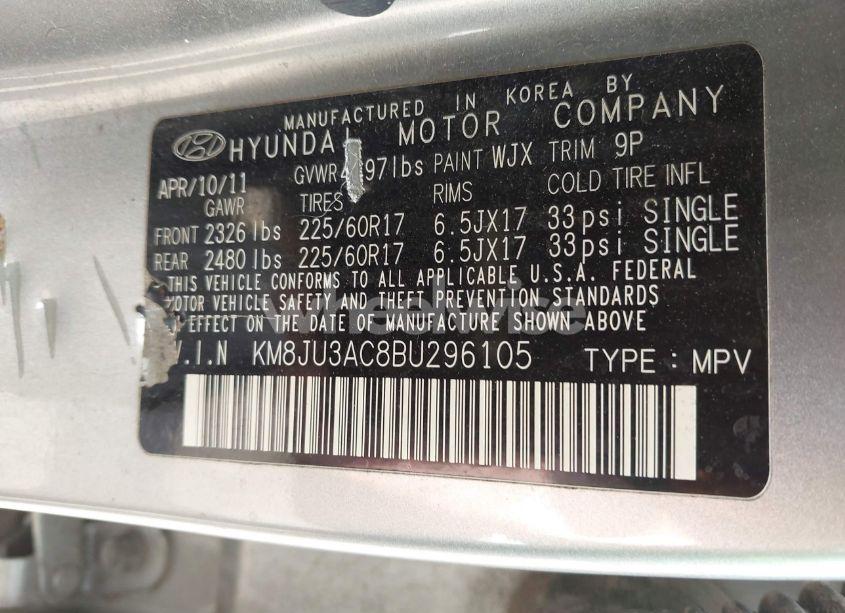 MANUFACTURED IN KOREA BY
HYUNDAI MOTOR COMPANY
APR/10/11 GVWR 4 97lbs PAINT WJX TRIM 9P
GAWR TIRES RIMS COLD TIRE INFL
FRONT 2326 lbs 225/60R17 6.5JX17 33psi SINGLE
REAR 2480 lbs 225/60R17 6.5JX17 33psi SINGLE
THIS VEHICLE CONFORMS TO ALL APPLICABLE U.S.A. FEDERAL
MOTOR VEHICLE SAFETY AND THEFT PREVENTION STANDARDS
EFFECT ON THE DATE OF MANUFACTURE SHOWN ABOVE
V.I.N KM8JU3AC8BU296105 TYPE: MPV